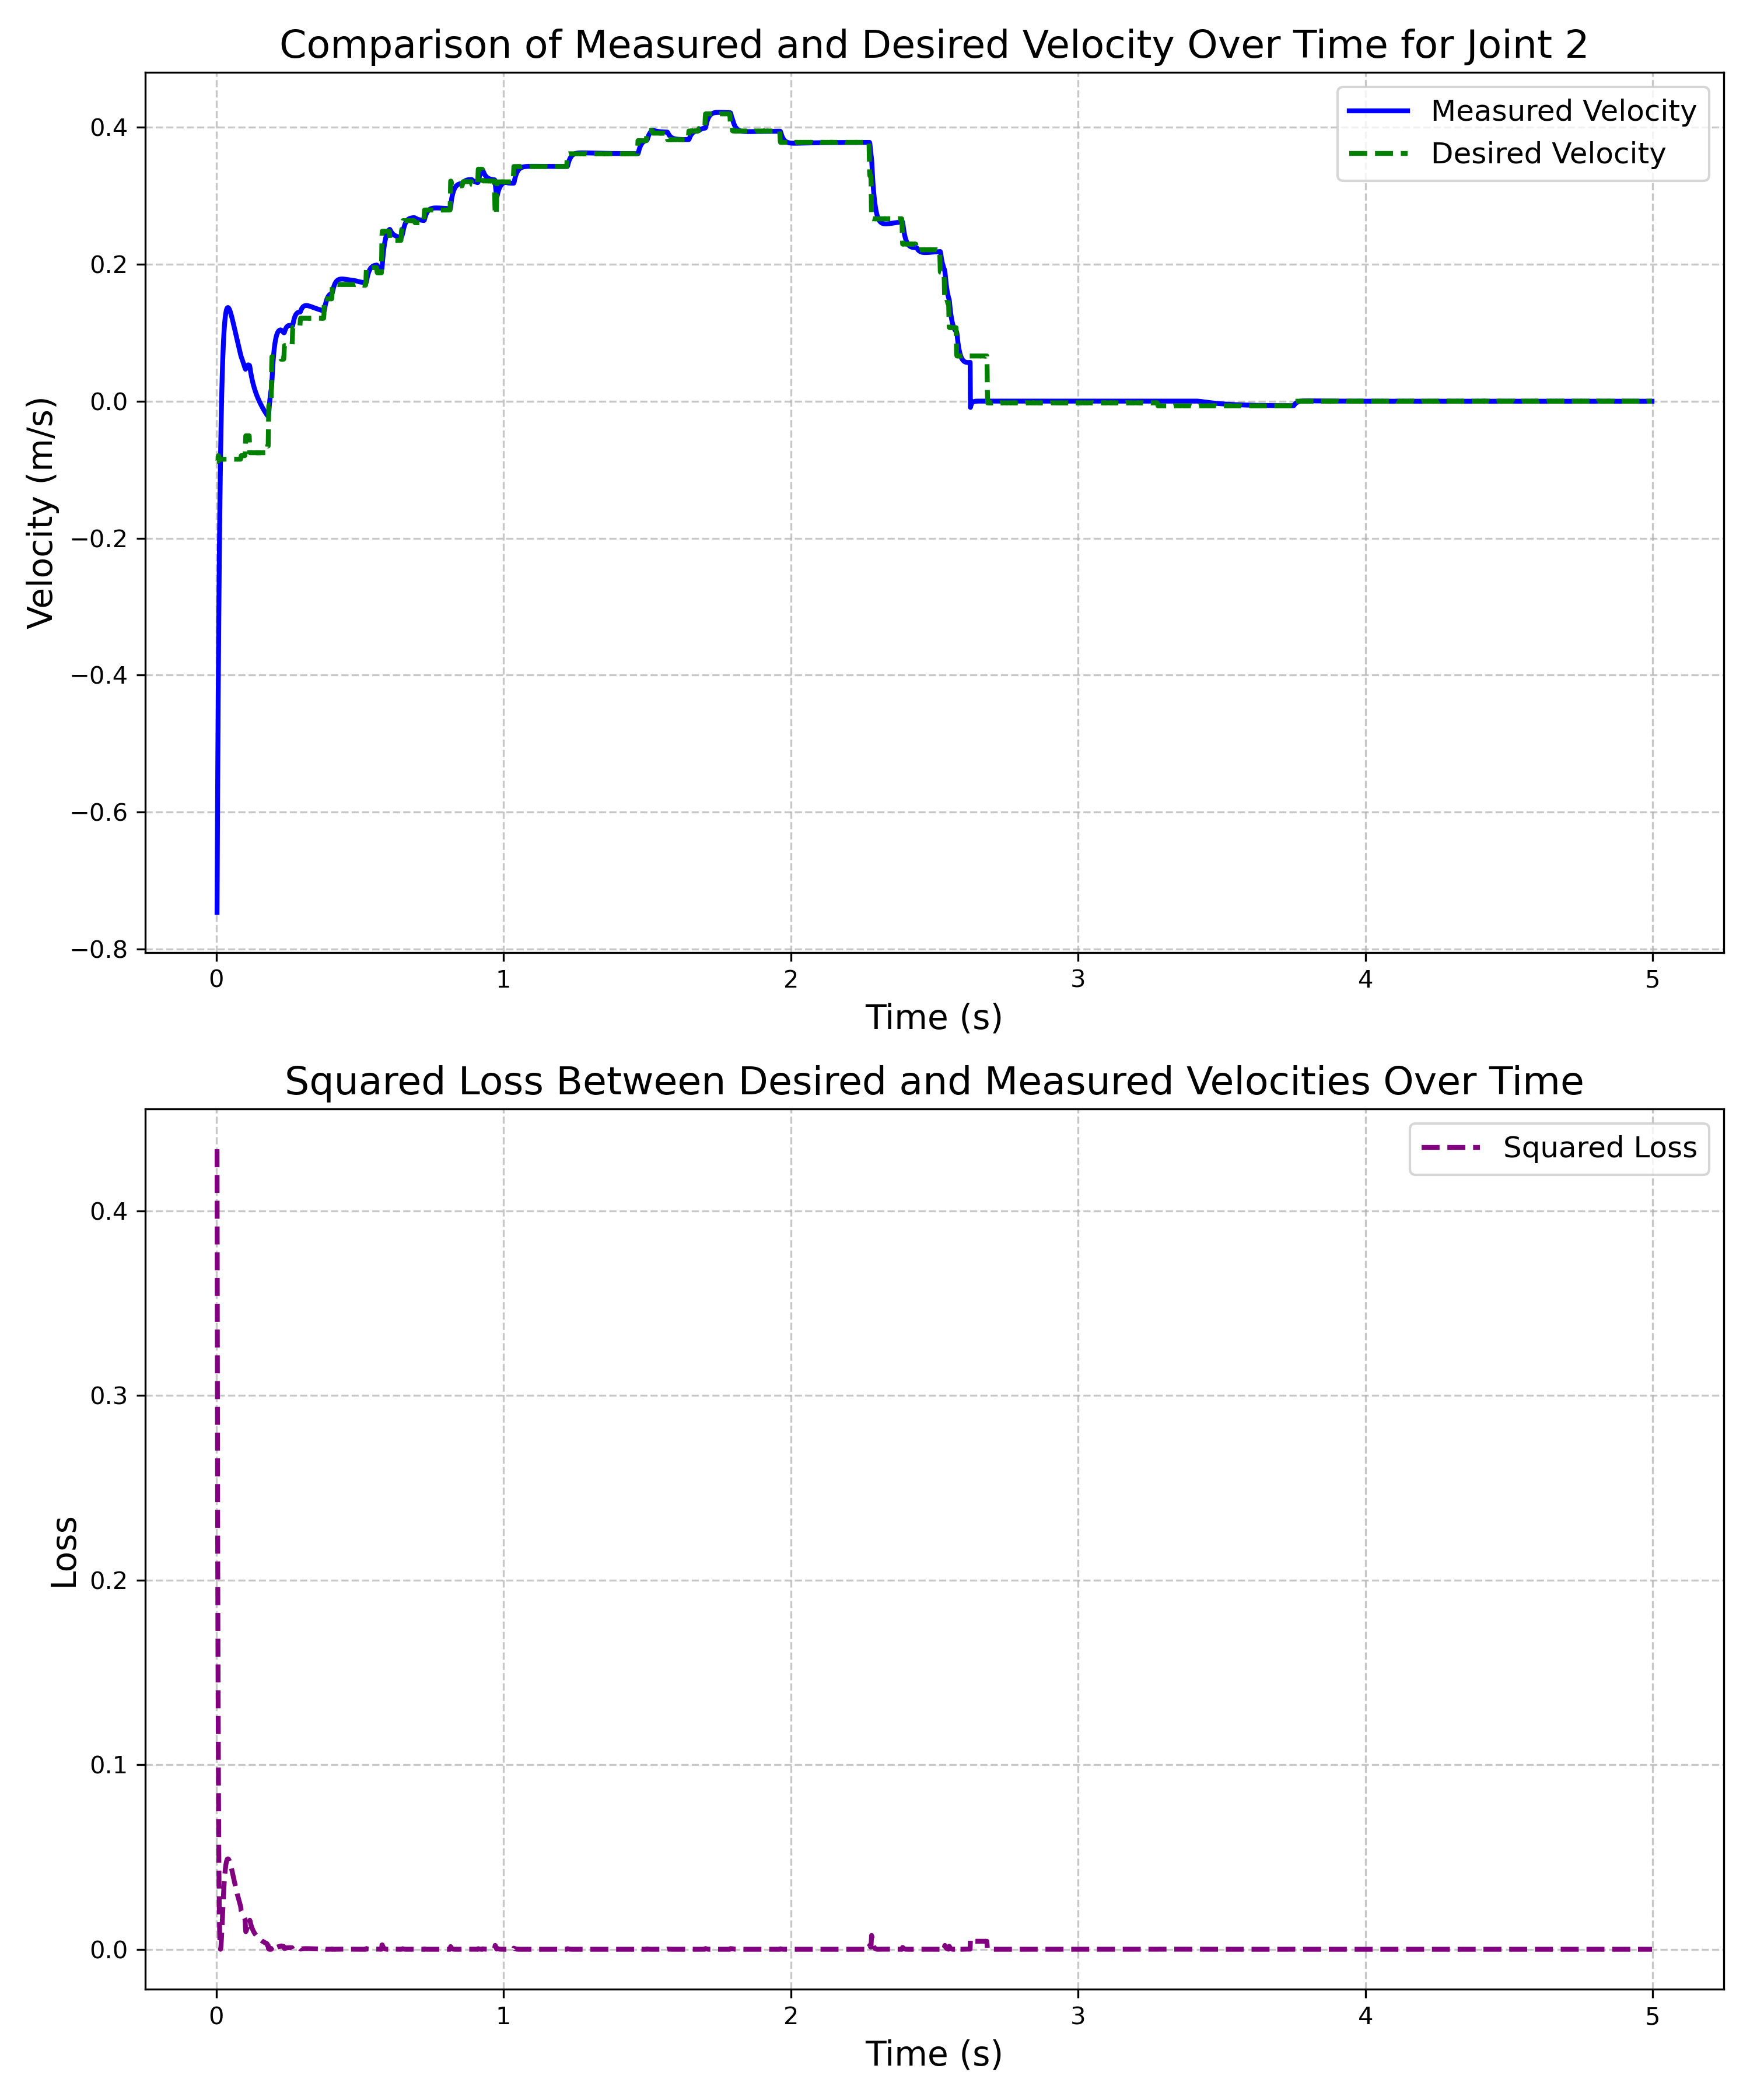 Comparison of Measured and Desired Velocity Over Time for Joint 2
Measured Velocity
Desired Velocity
Velocity (m/s)
0.4
0.2
0.0
−0.2
−0.4
−0.6
−0.8
0 1 2 3 4 5
Time (s)
Squared Loss Between Desired and Measured Velocities Over Time
Squared Loss
Loss
0.4
0.3
0.2
0.1
0.0
0 1 2 3 4 5
Time (s)